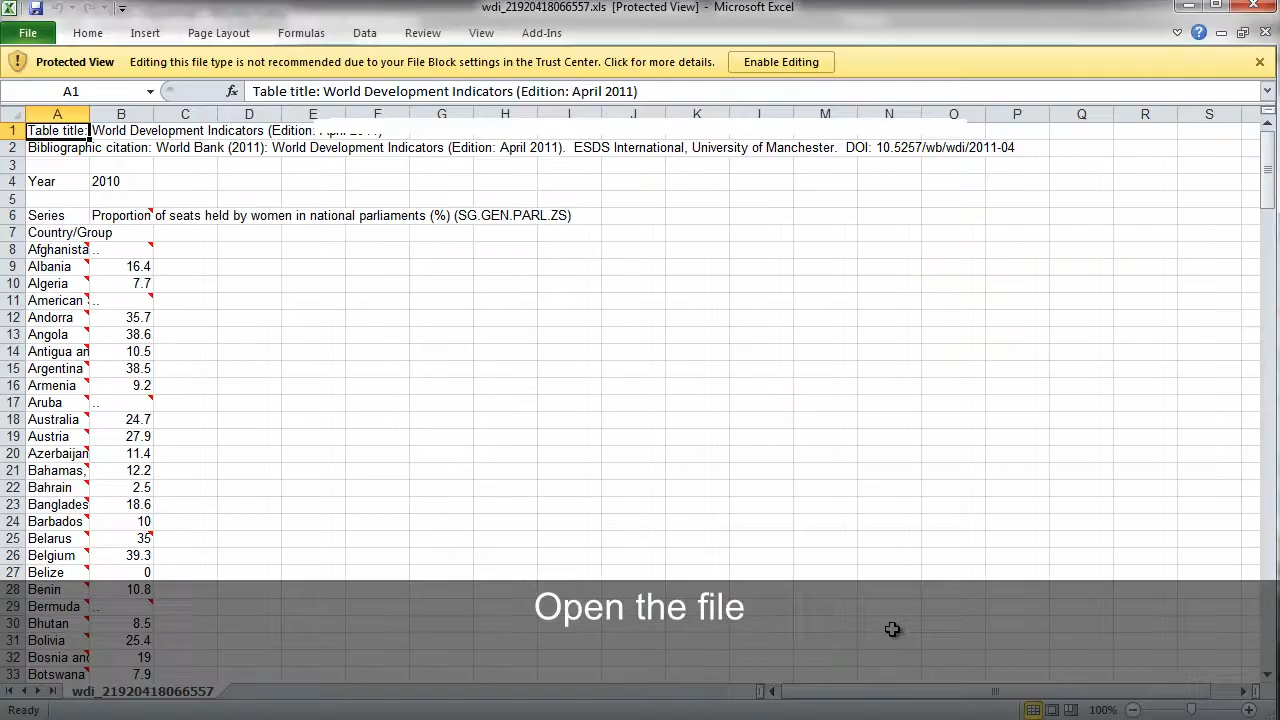 wdi_21920418066557.xls [Protected View] - Microsoft Excel
File Home Insert Page Layout Formulas Data Review View Add-Ins
Protected View Editing this file type is not recommended due to your File Block settings in the Trust Center. Click for more details. Enable Editing
A1 fx Table title: World Development Indicators (Edition: April 2011)
A B C D E F G H I J K L M N O P Q R S
1 Table title: World Development Indicators (Edition: April 2011)
2 Bibliographic citation: World Bank (2011): World Development Indicators (Edition: April 2011). ESDS International, University of Manchester. DOI: 10.5257/wb/wdi/2011-04
3
4 Year 2010
5
6 Series Proportion of seats held by women in national parliaments (%) (SG.GEN.PARL.ZS)
7 Country/Group
8 Afghanista ..
9 Albania 16.4
10 Algeria 7.7
11 American ..
12 Andorra 35.7
13 Angola 38.6
14 Antigua an 10.5
15 Argentina 38.5
16 Armenia 9.2
17 Aruba ..
18 Australia 24.7
19 Austria 27.9
20 Azerbaijan 11.4
21 Bahamas, 12.2
22 Bahrain 2.5
23 Banglades 18.6
24 Barbados 10
25 Belarus 35
26 Belgium 39.3
27 Belize 0
28 Benin 10.8
29 Bermuda ..
30 Bhutan 8.5
31 Bolivia 25.4
32 Bosnia and 19
33 Botswana 7.9
Open the file
wdi_21920418066557
Ready 100%